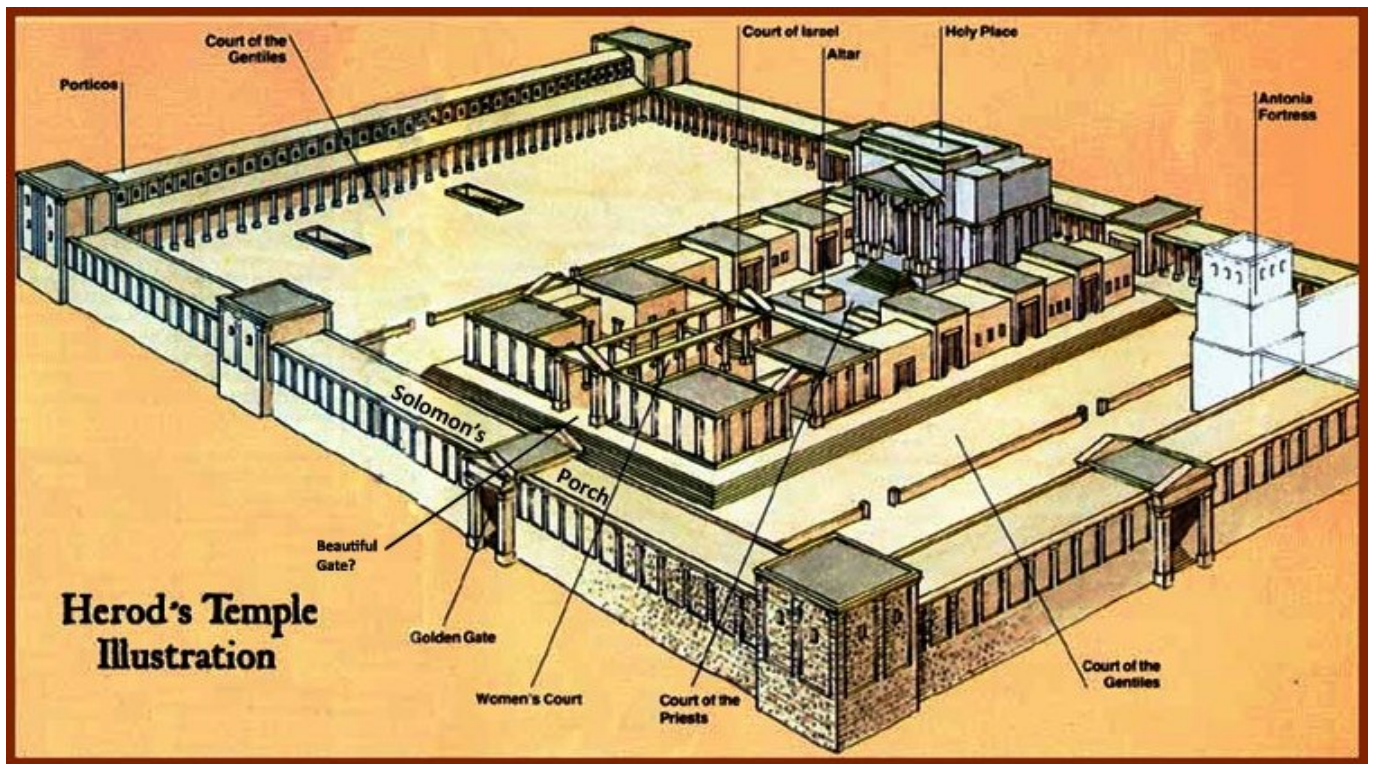 Court of the
Gentiles
Court of Israel
Holy Place
Altar
Porticos
Antonia
Fortress
Solomon's
Porch
Beautiful
Gate?
Herod's Temple
Illustration
Golden Gate
Women's Court
Court of the
Priests
Court of the
Gentiles